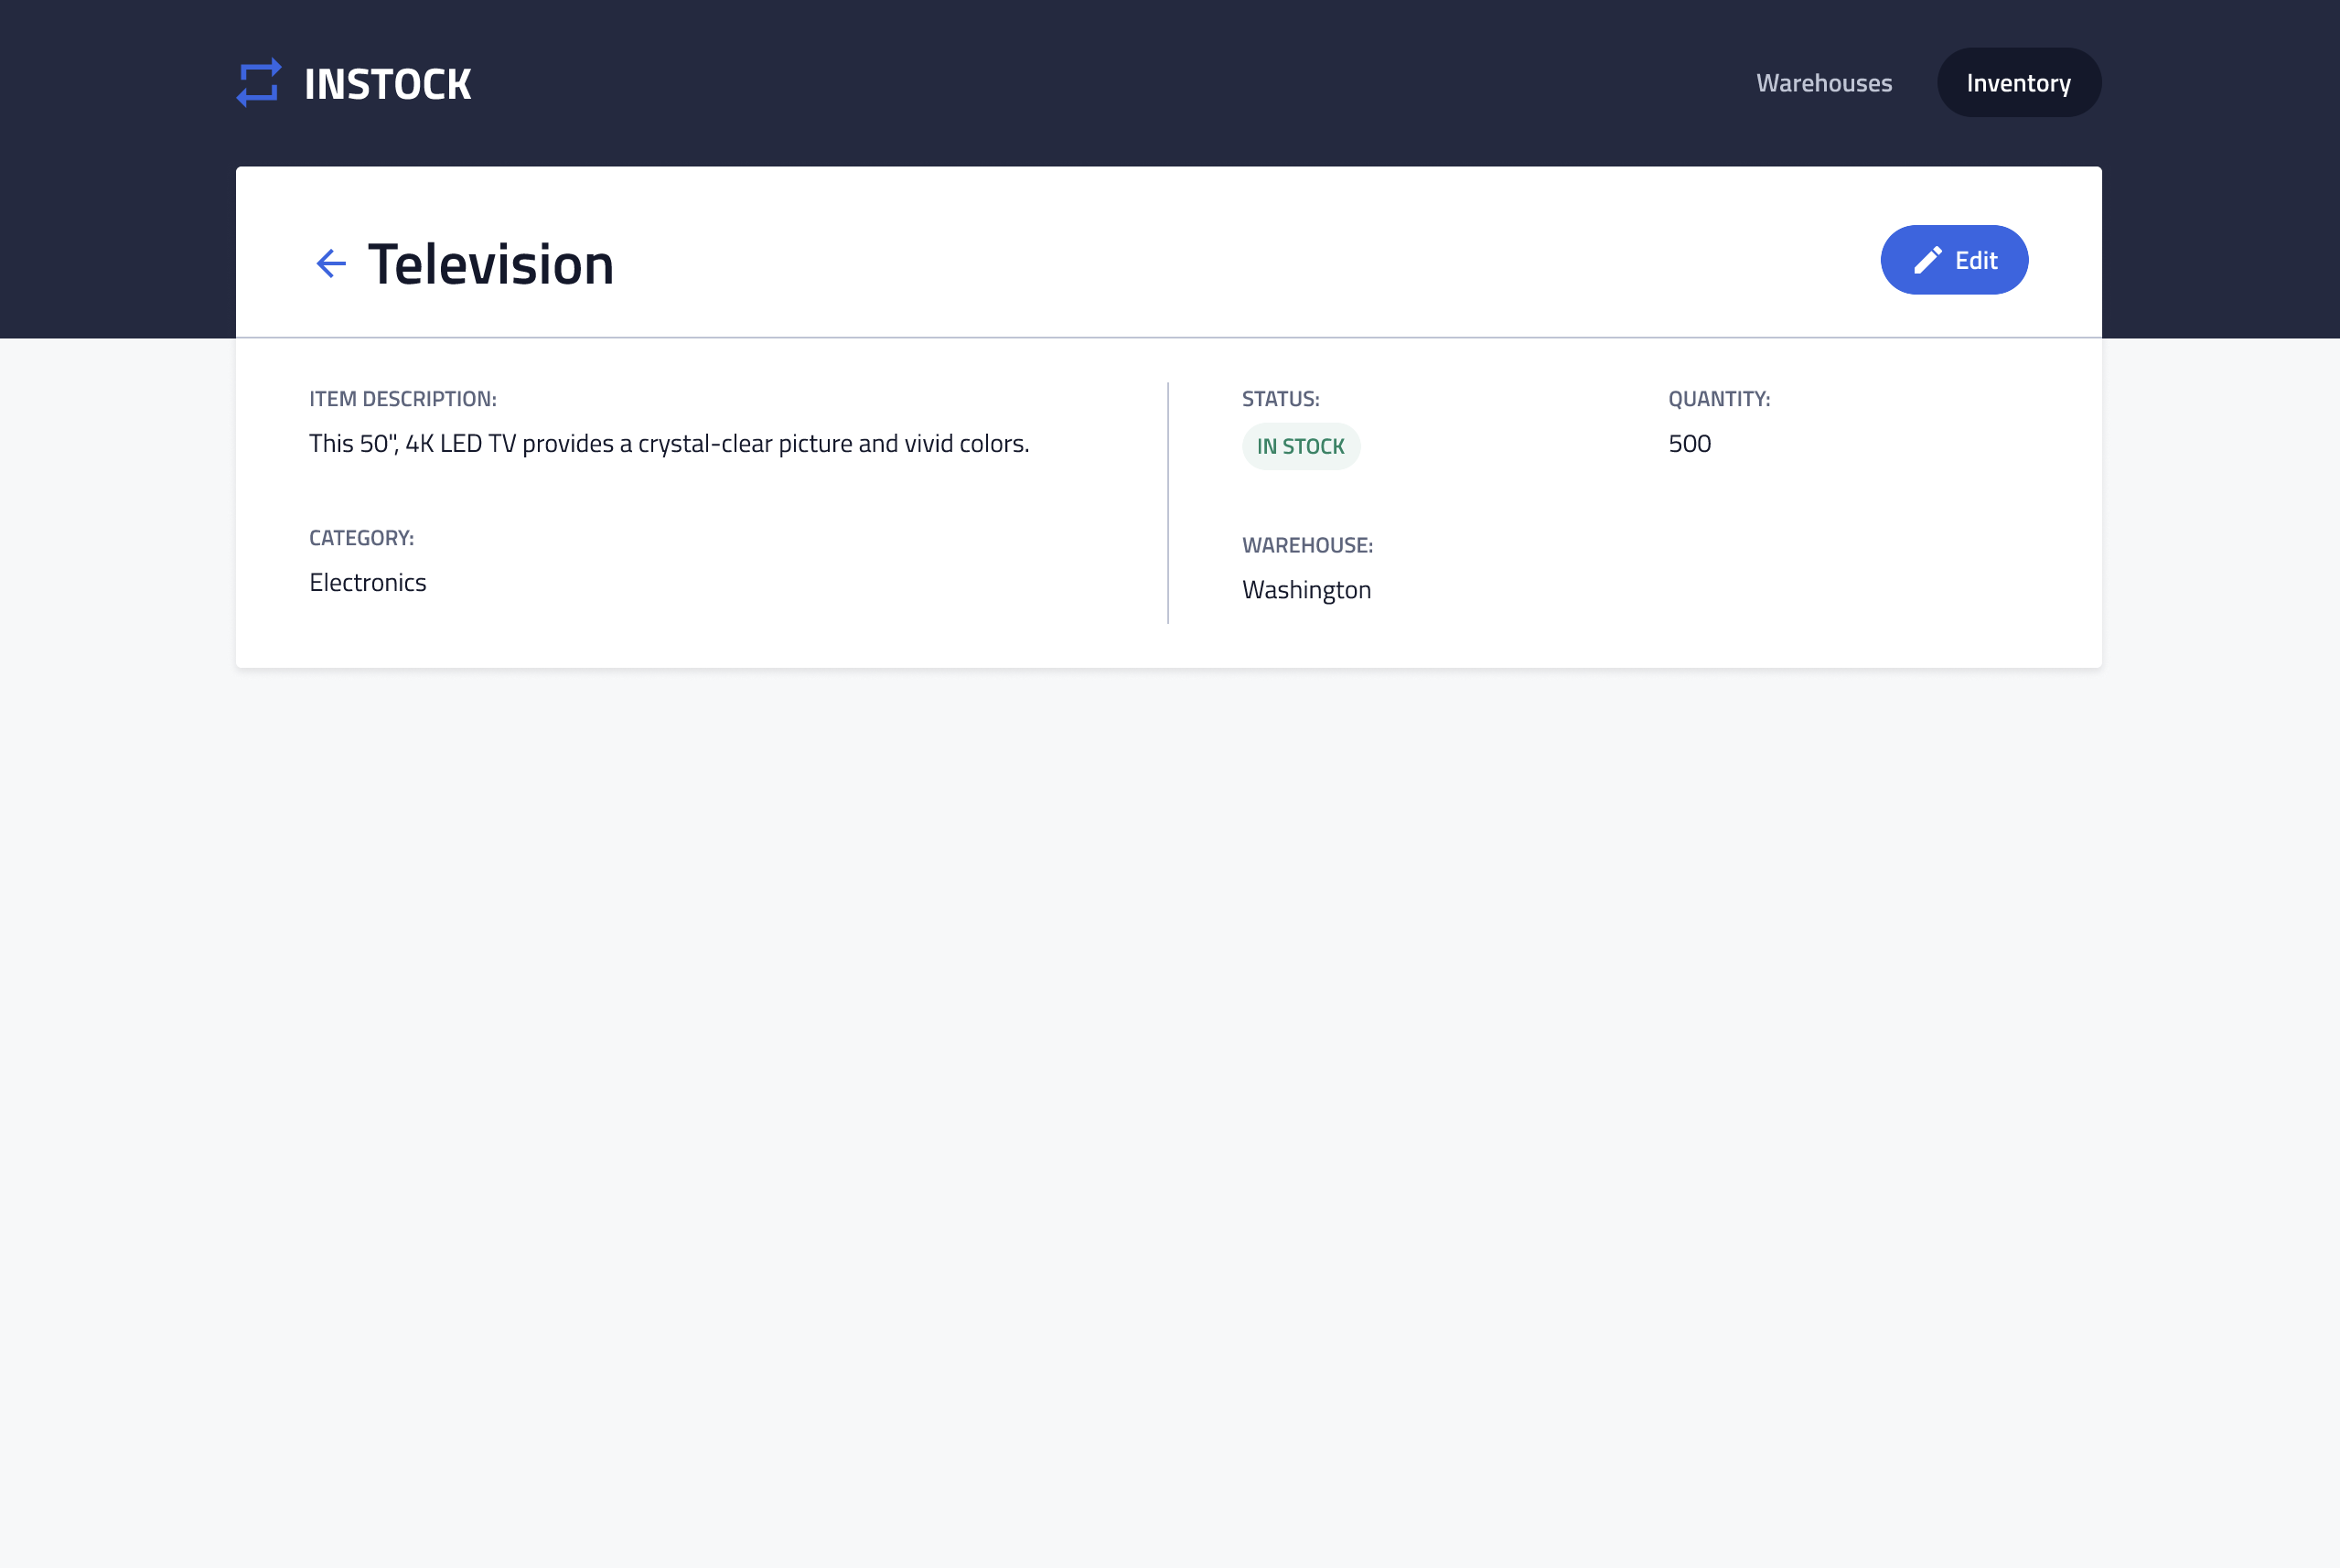 INSTOCK
Warehouses
Inventory
Television
Edit
ITEM DESCRIPTION:
This 50", 4K LED TV provides a crystal-clear picture and vivid colors.
CATEGORY:
Electronics
STATUS:
IN STOCK
QUANTITY:
500
WAREHOUSE:
Washington